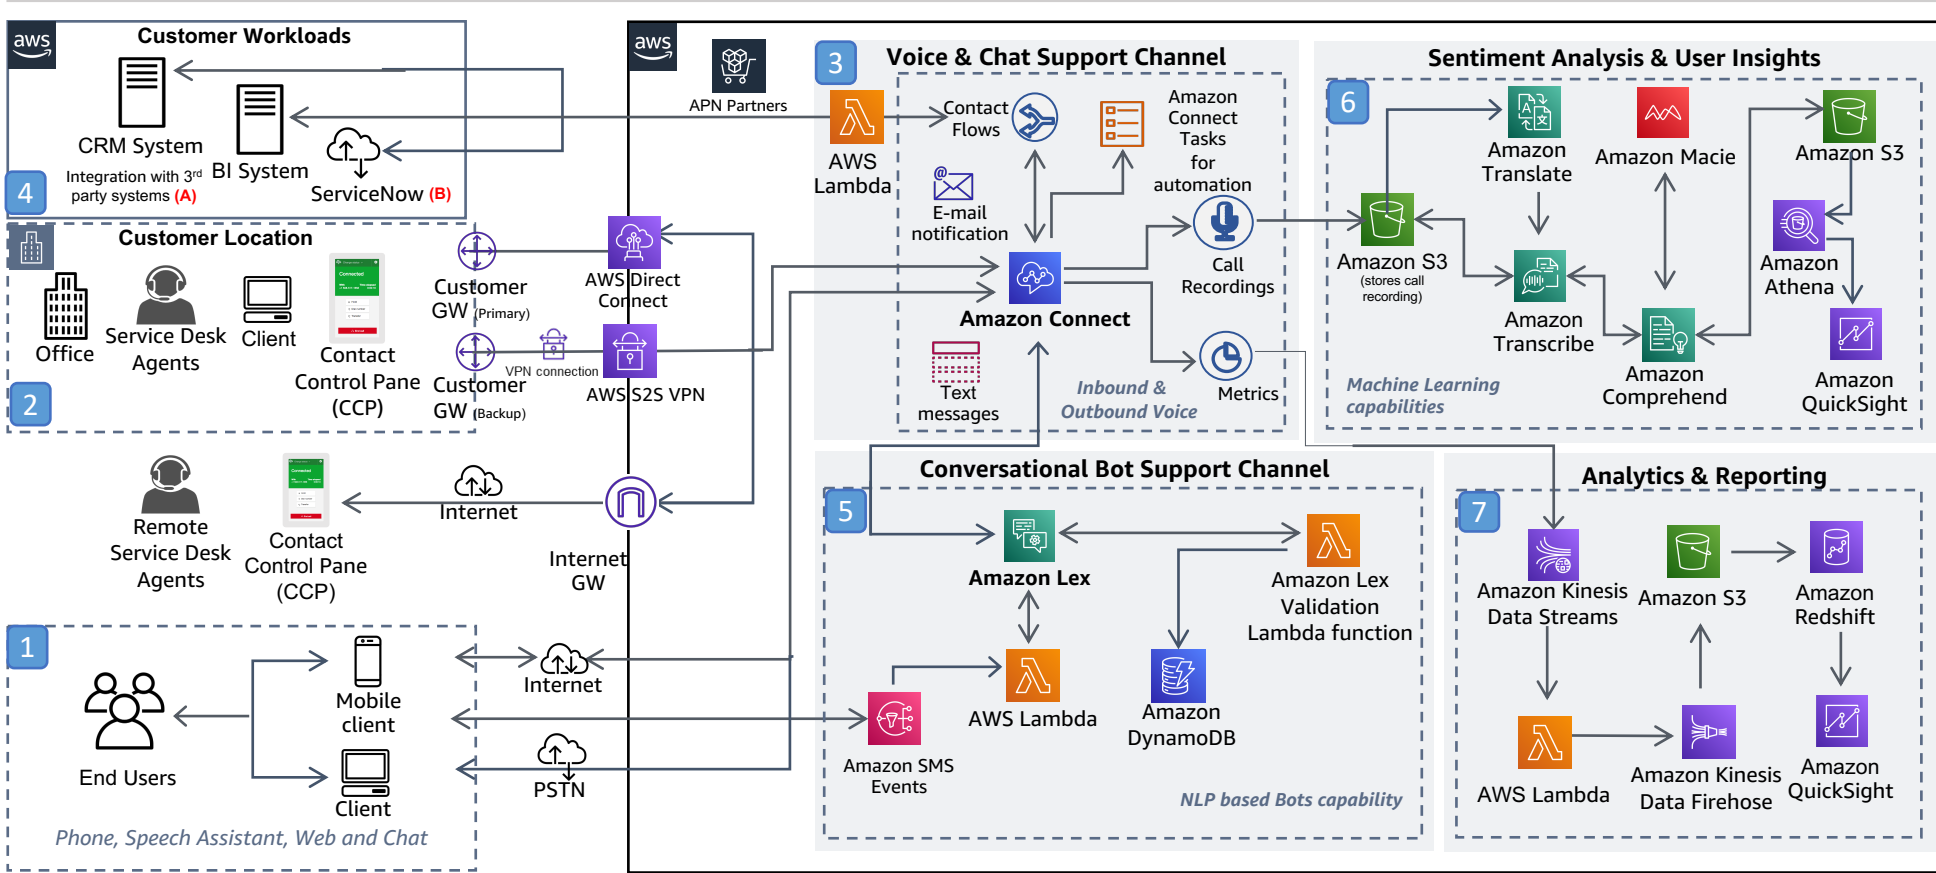 aws
Customer Workloads
CRM System
Integration with 3rd
party systems (A)
BI System
ServiceNow (B)
4
Customer Location
Office
Service Desk
Agents
Client
Connected
Contact
Control Pane
(CCP)
2
Customer
GW (Primary)
Customer
GW (Backup)
VPN connection
AWS Direct
Connect
AWS S2S VPN
Remote
Service Desk
Agents
Connected
Contact
Control Pane
(CCP)
Internet
Internet
GW
1
End Users
Mobile
client
Client
Phone, Speech Assistant, Web and Chat
Internet
PSTN
aws
APN Partners
3
Voice & Chat Support Channel
AWS
Lambda
Contact
Flows
Amazon
Connect
Tasks
for
automation
@
E-mail
notification
Amazon Connect
Text
messages
Call
Recordings
Metrics
Inbound &
Outbound Voice
Sentiment Analysis & User Insights
6
A
文
Amazon
Translate
Amazon Macie
Amazon S3
Amazon S3
(stores call
recording)
Amazon
Transcribe
Amazon
Comprehend
Amazon
Athena
Amazon
QuickSight
Machine Learning
capabilities
Conversational Bot Support Channel
5
Amazon Lex
Amazon Lex
Validation
Lambda function
AWS Lambda
Amazon
DynamoDB
Amazon SMS
Events
NLP based Bots capability
Analytics & Reporting
7
Amazon Kinesis
Data Streams
Amazon S3
Amazon
Redshift
AWS Lambda
Amazon Kinesis
Data Firehose
Amazon
QuickSight